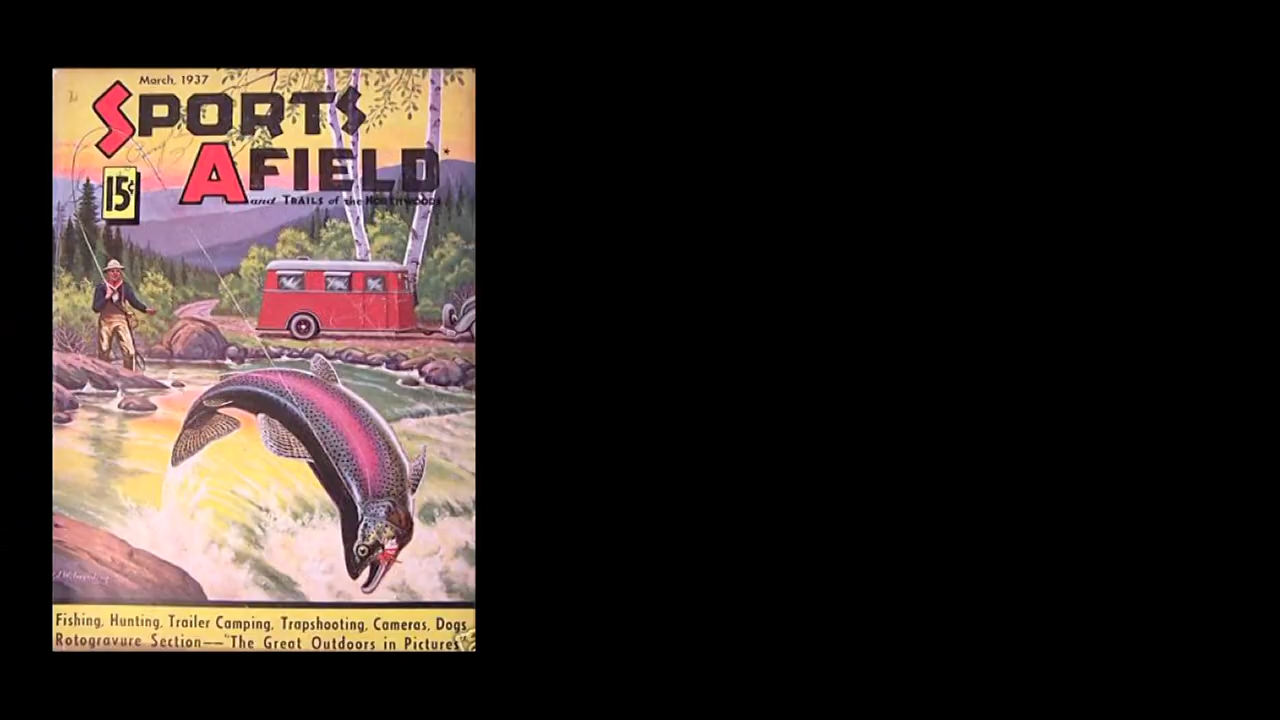 March, 1937
SPORTS
AFIELD
15¢
and TRAILS of the NORTHWOODS
Fishing, Hunting, Trailer Camping, Trapshooting, Cameras, Dogs
Rotogravure Section—"The Great Outdoors in Pictures"